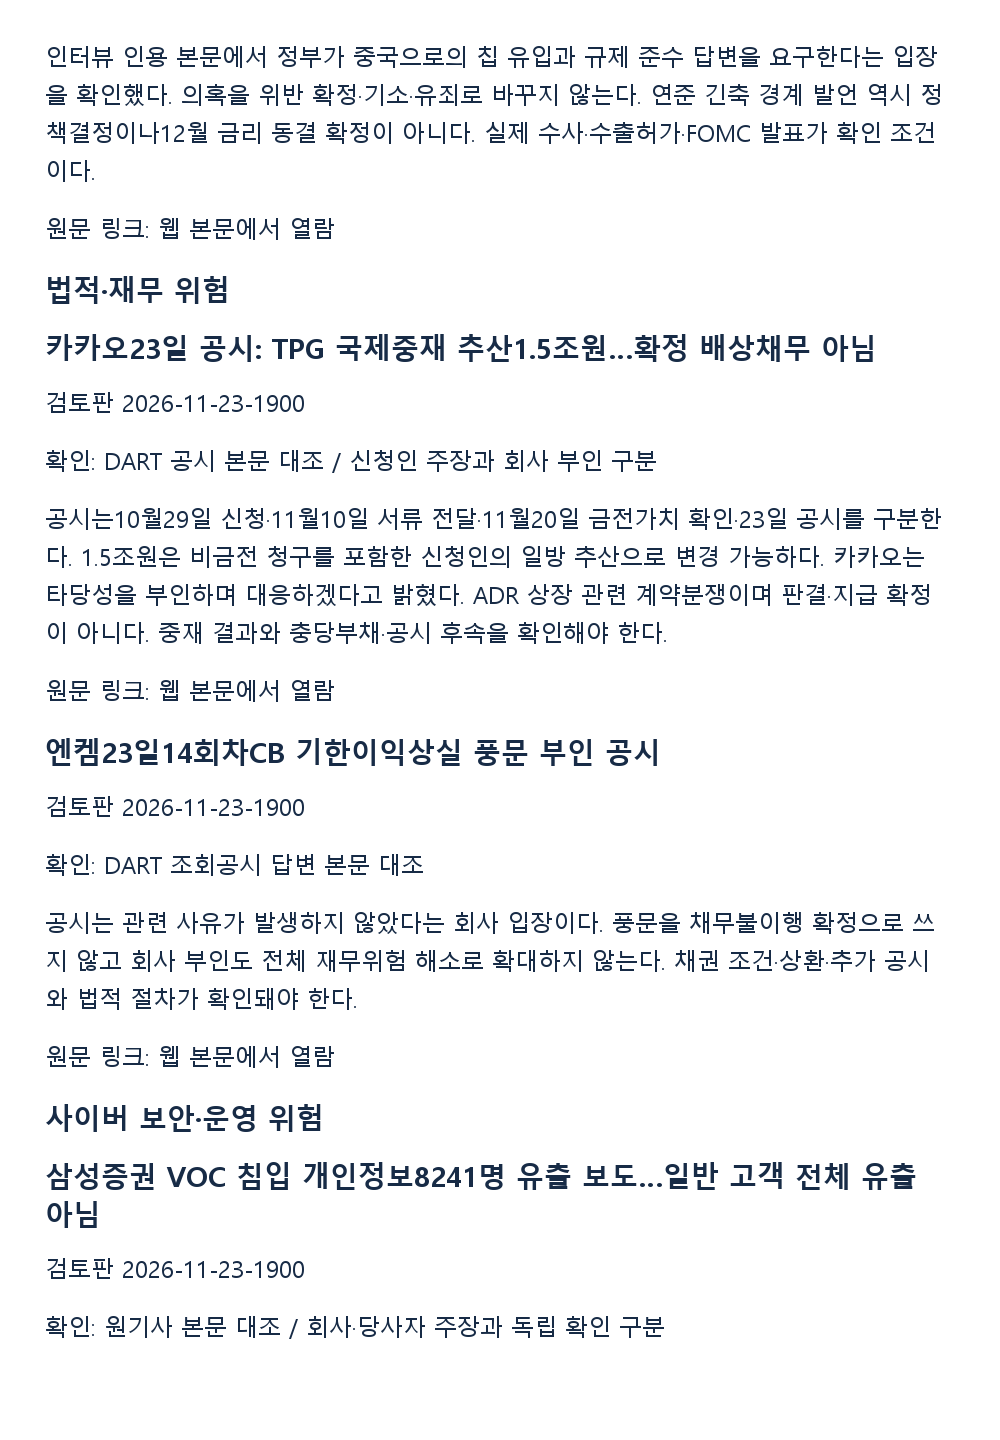 인터뷰 인용 본문에서 정부가 중국으로의 칩 유입과 규제 준수 답변을 요구한다는 입장
을 확인했다. 의혹을 위반 확정·기소·유죄로 바꾸지 않는다. 연준 긴축 경계 발언 역시 정
책결정이나12월 금리 동결 확정이 아니다. 실제 수사·수출허가·FOMC 발표가 확인 조건
이다.
원문 링크: 웹 본문에서 열람
법적·재무 위험
카카오23일 공시: TPG 국제중재 추산1.5조원...확정 배상채무 아님
검토판 2026-11-23-1900
확인: DART 공시 본문 대조 / 신청인 주장과 회사 부인 구분
공시는10월29일 신청·11월10일 서류 전달·11월20일 금전가치 확인·23일 공시를 구분한
다. 1.5조원은 비금전 청구를 포함한 신청인의 일방 추산으로 변경 가능하다. 카카오는
타당성을 부인하며 대응하겠다고 밝혔다. ADR 상장 관련 계약분쟁이며 판결·지급 확정
이 아니다. 중재 결과와 충당부채·공시 후속을 확인해야 한다.
원문 링크: 웹 본문에서 열람
엔켐23일14회차CB 기한이익상실 풍문 부인 공시
검토판 2026-11-23-1900
확인: DART 조회공시 답변 본문 대조
공시는 관련 사유가 발생하지 않았다는 회사 입장이다. 풍문을 채무불이행 확정으로 쓰
지 않고 회사 부인도 전체 재무위험 해소로 확대하지 않는다. 채권 조건·상환·추가 공시
와 법적 절차가 확인돼야 한다.
원문 링크: 웹 본문에서 열람
사이버 보안·운영 위험
삼성증권 VOC 침입 개인정보8241명 유출 보도...일반 고객 전체 유출
아님
검토판 2026-11-23-1900
확인: 원기사 본문 대조 / 회사·당사자 주장과 독립 확인 구분